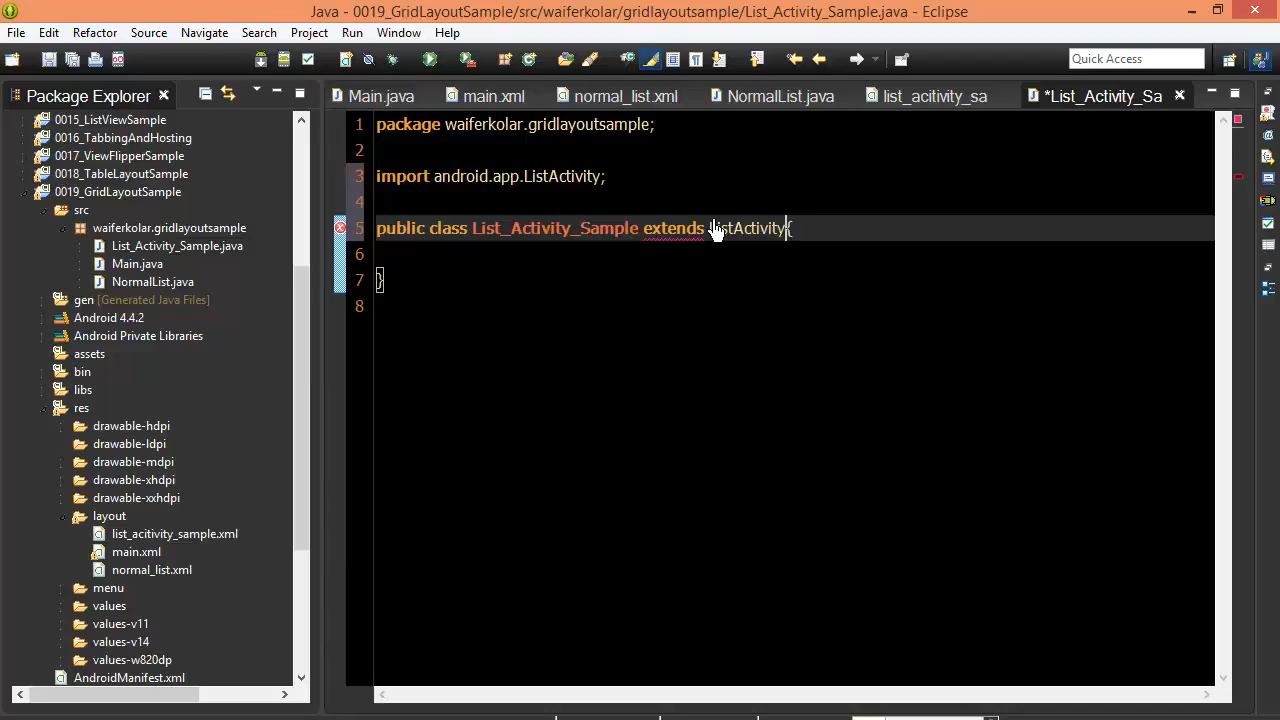 Java - 0019_GridLayoutSample/src/waiferkolar/gridlayoutsample/List_Activity_Sample.java - Eclipse
File Edit Refactor Source Navigate Search Project Run Window Help
Quick Access
Package Explorer
Main.java main.xml normal_list.xml NormalList.java list_acitivity_sa *List_Activity_Sa
0015_ListViewSample
0016_TabbingAndHosting
0017_ViewFlipperSample
0018_TableLayoutSample
0019_GridLayoutSample
src
waiferkolar.gridlayoutsample
List_Activity_Sample.java
Main.java
NormalList.java
gen [Generated Java Files]
Android 4.4.2
Android Private Libraries
assets
bin
libs
res
drawable-hdpi
drawable-ldpi
drawable-mdpi
drawable-xhdpi
drawable-xxhdpi
layout
list_acitivity_sample.xml
main.xml
normal_list.xml
menu
values
values-v11
values-v14
values-w820dp
AndroidManifest.xml
1 package waiferkolar.gridlayoutsample;
2
3 import android.app.ListActivity;
4
5 public class List_Activity_Sample extends ListActivity{
6
7 }
8